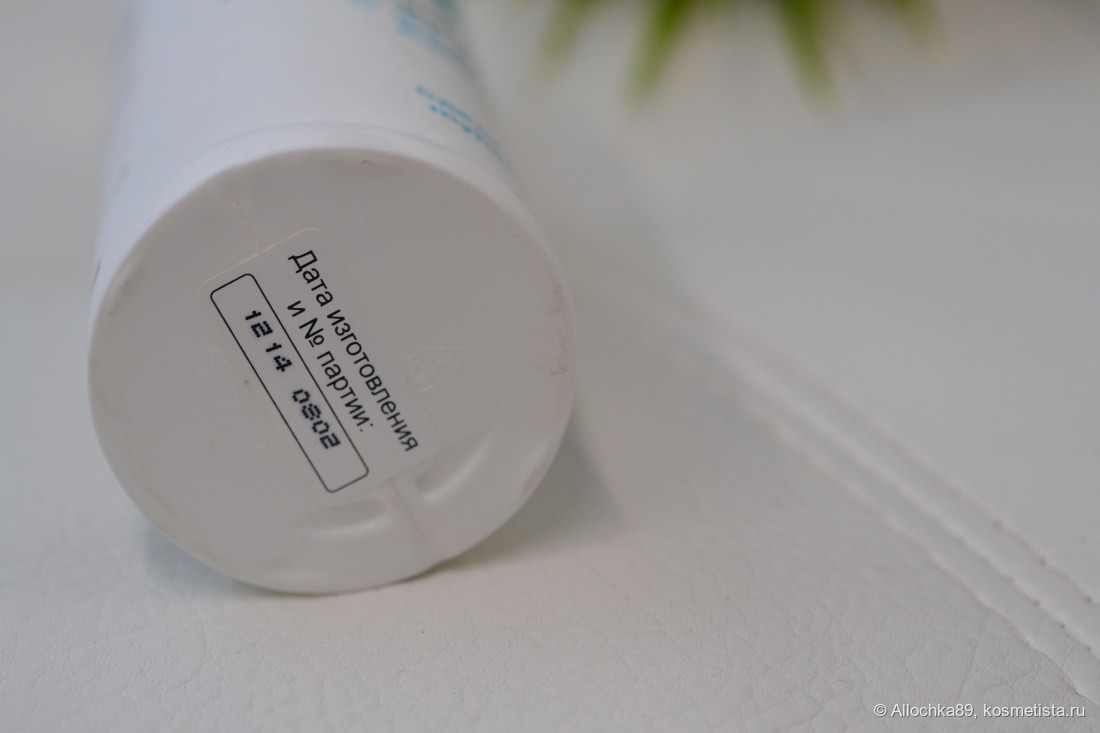 Дата изготовления
и № партии:
1214 0802
© Allochka89, kosmetista.ru